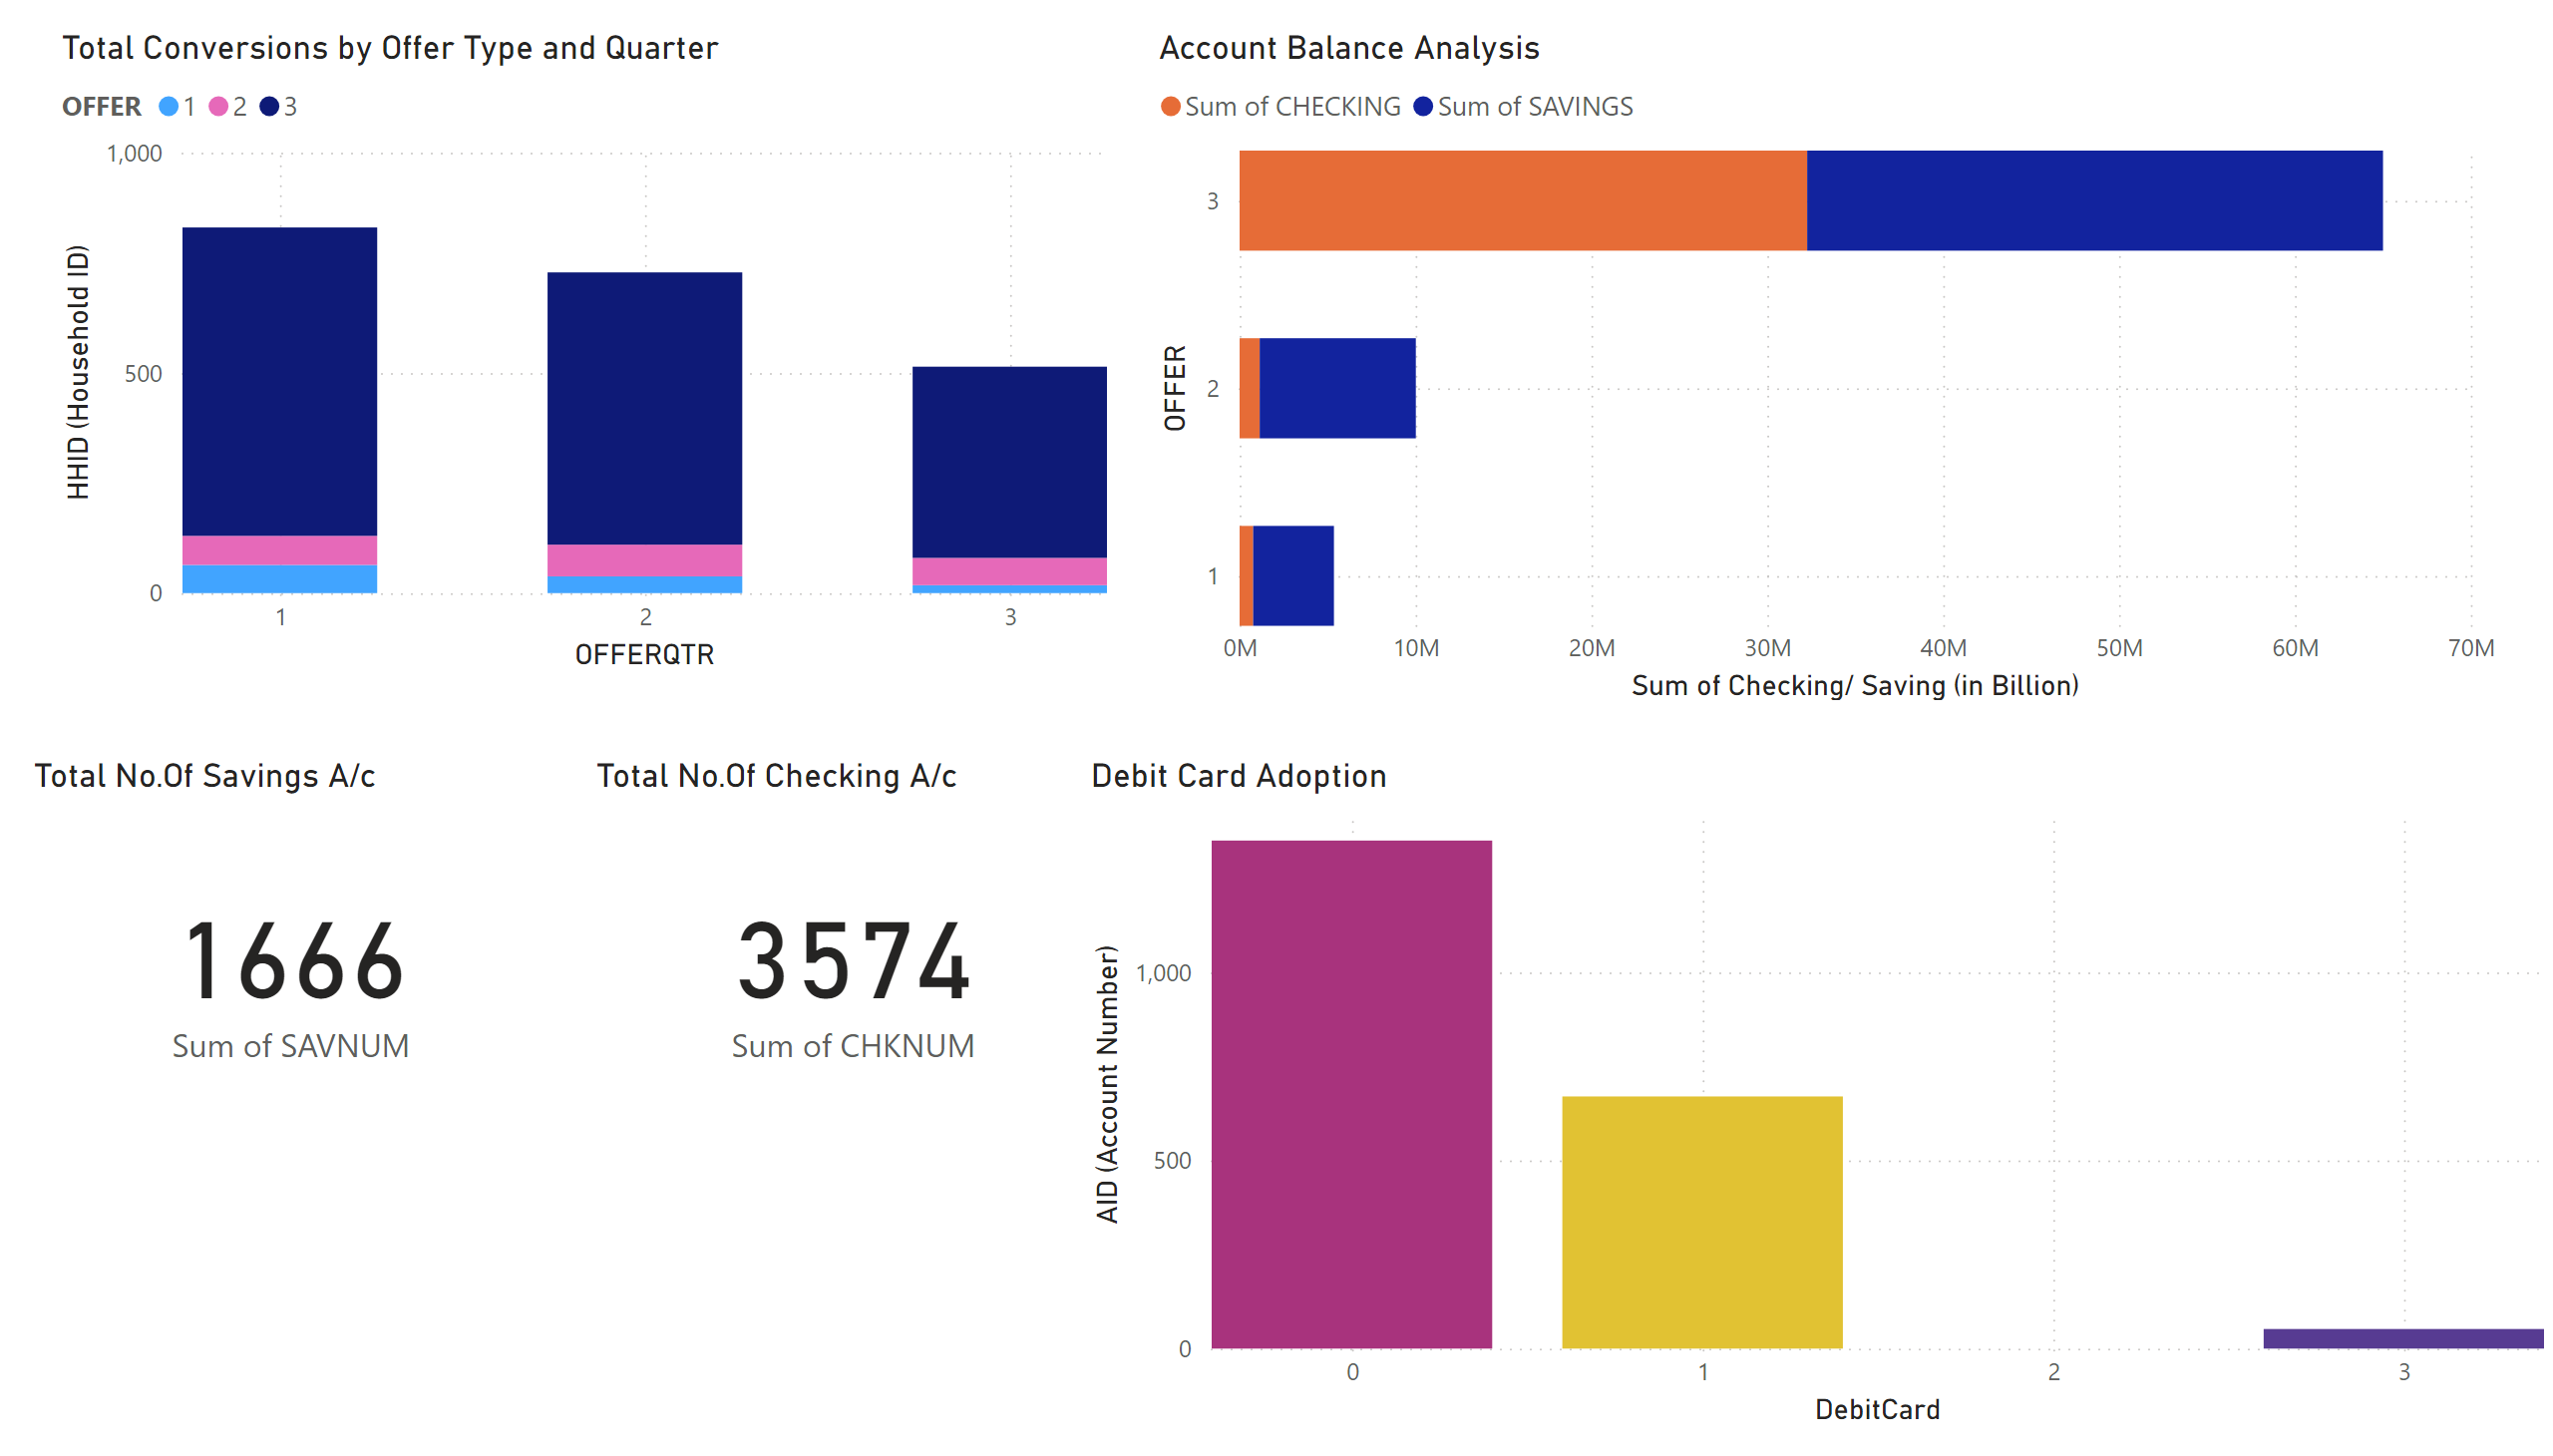 Total Conversions by Offer Type and Quarter
OFFER 1 2 3
1,000
500
0
HHID (Household ID)
1 2 3
OFFERQTR
Account Balance Analysis
Sum of CHECKING Sum of SAVINGS
3
2
1
OFFER
0M 10M 20M 30M 40M 50M 60M 70M
Sum of Checking/ Saving (in Billion)
Total No.Of Savings A/c
1666
Sum of SAVNUM
Total No.Of Checking A/c
3574
Sum of CHKNUM
Debit Card Adoption
1,000
500
0
AID (Account Number)
0 1 2 3
DebitCard